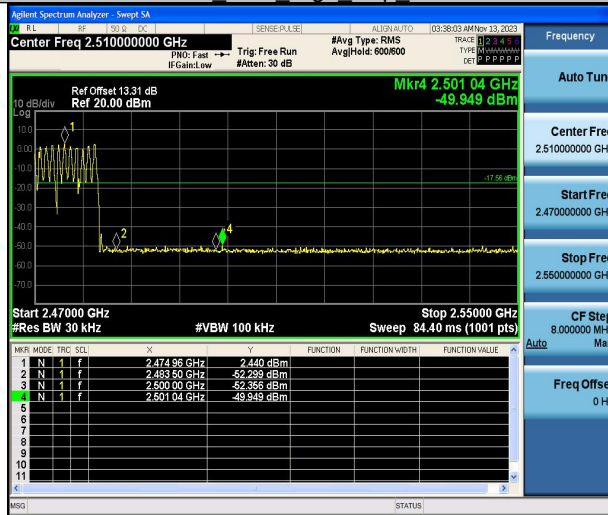 Agilent Spectrum Analyzer - Swept SA
RL RF 50 Ω DC SENSE:PULSE ALIGN AUTO 03:38:03 AM Nov 13, 2023
Center Freq 2.510000000 GHz
PNO: Fast
IFGain:Low
Trig: Free Run
#Atten: 30 dB
#Avg Type: RMS
Avg|Hold: 600/600
TRACE 1 2 3 4 5 6
TYPE M
DET P P P P P P
Frequency
Mkr4 2.501 04 GHz
-49.949 dBm
Ref Offset 13.31 dB
Ref 20.00 dBm
10 dB/div
Log
10.0
0.00
-10.0
-20.0
-30.0
-40.0
-50.0
-60.0
-70.0
1
2
4
-17.56 dBm
Start 2.47000 GHz Stop 2.55000 GHz
#Res BW 30 kHz #VBW 100 kHz Sweep 84.40 ms (1001 pts)
MKR MODE TRC SCL X Y FUNCTION FUNCTION WIDTH FUNCTION VALUE
1 N 1 f 2.474 96 GHz 2.440 dBm
2 N 1 f 2.483 50 GHz -52.299 dBm
3 N 1 f 2.500 00 GHz -52.356 dBm
4 N 1 f 2.501 04 GHz -49.949 dBm
5
6
7
8
9
10
11
MSG STATUS
Auto Tun
Center Fre
2.510000000 GH
Start Fre
2.470000000 GH
Stop Fre
2.550000000 GH
CF Ste
8.000000 MH
Auto Ma
Freq Offse
0 H